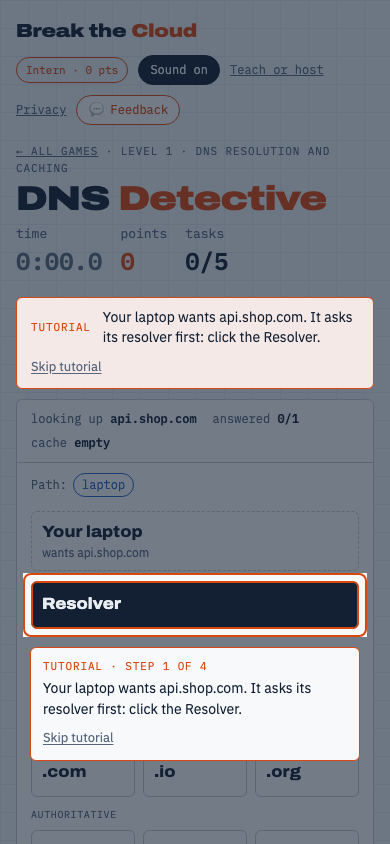 Break the Cloud
Intern · 0 pts
Sound on
Teach or host
Privacy
💬 Feedback
← ALL GAMES · LEVEL 1 · DNS RESOLUTION AND
CACHING
DNS Detective
time points tasks
0:00.0 0 0/5
TUTORIAL
Your laptop wants api.shop.com. It asks
its resolver first: click the Resolver.
Skip tutorial
looking up api.shop.com answered 0/1
cache empty
Path: laptop
Your laptop
wants api.shop.com
Resolver
TUTORIAL · STEP 1 OF 4
Your laptop wants api.shop.com. It asks its
resolver first: click the Resolver.
Skip tutorial
.com .io .org
AUTHORITATIVE